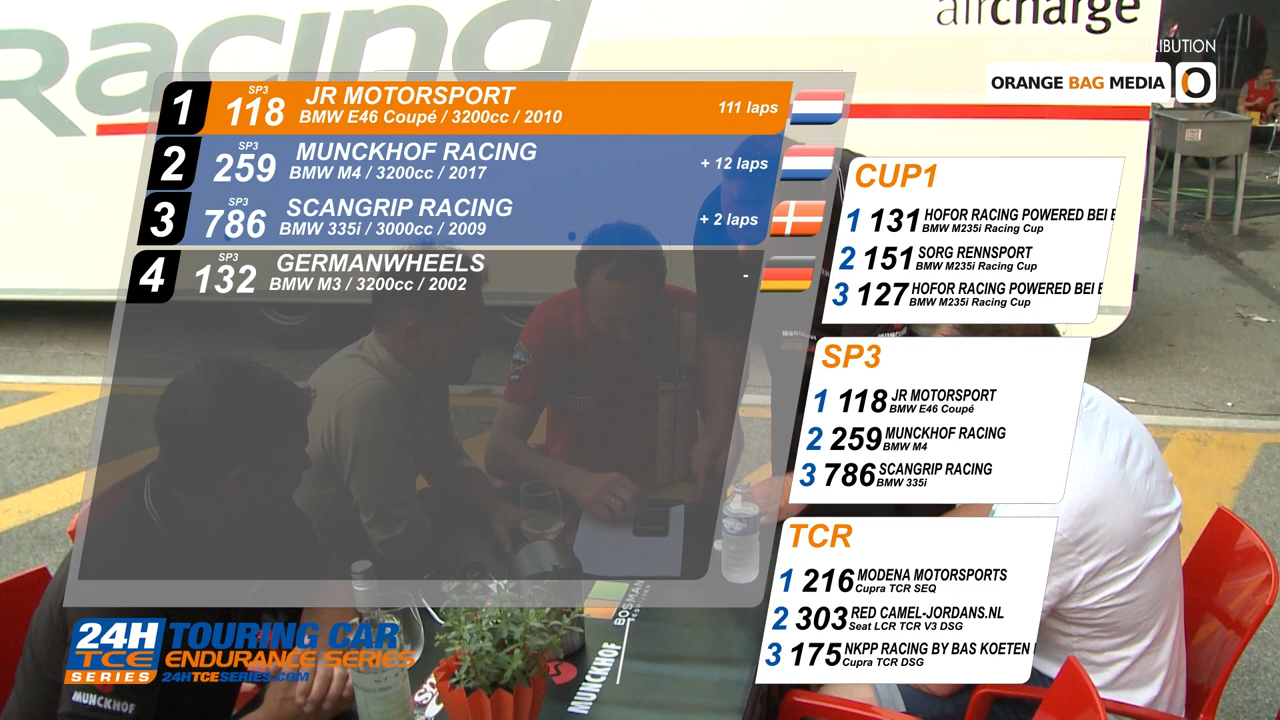 Racing
aircharge
ORANGE BAG MEDIA
1 SP3 118 JR MOTORSPORT 111 laps
BMW E46 Coupé / 3200cc / 2010
2 SP3 259 MUNCKHOF RACING + 12 laps
BMW M4 / 3200cc / 2017
3 SP3 786 SCANGRIP RACING + 2 laps
BMW 335i / 3000cc / 2009
4 SP3 132 GERMANWHEELS -
BMW M3 / 3200cc / 2002
CUP1
1 131 HOFOR RACING POWERED BEI
BMW M235i Racing Cup
2 151 SORG RENNSPORT
BMW M235i Racing Cup
3 127 HOFOR RACING POWERED BEI
BMW M235i Racing Cup
SP3
1 118 JR MOTORSPORT
BMW E46 Coupé
2 259 MUNCKHOF RACING
BMW M4
3 786 SCANGRIP RACING
BMW 335i
TCR
1 216 MODENA MOTORSPORTS
Cupra TCR SEQ
2 303 RED CAMEL-JORDANS.NL
Seat LCR TCR V3 DSG
3 175 NKPP RACING BY BAS KOETEN
Cupra TCR DSG
24H TOURING CAR
TCE ENDURANCE SERIES
SERIES 24HTCESERIES.COM
MUNCKHOF
MUNCKHOF